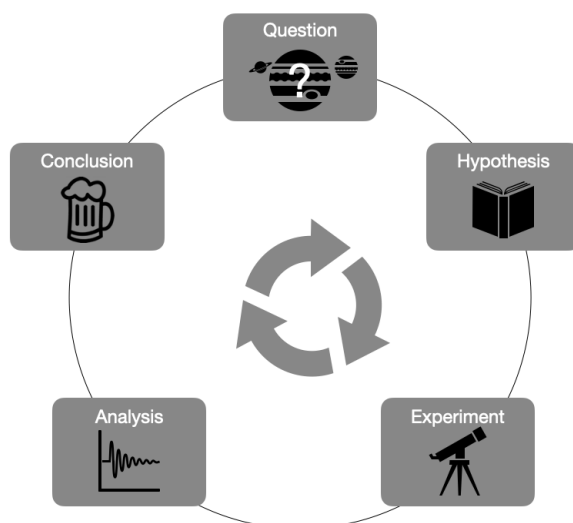 Question
?
Hypothesis
Experiment
Analysis
Conclusion